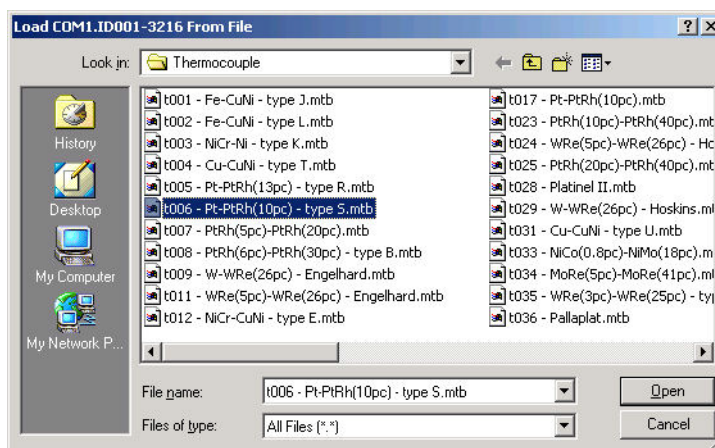 Load COM1.ID001-3216 From File
Look in: Thermocouple
History
Desktop
My Computer
My Network P...
t001 - Fe-CuNi - type J.mtb
t002 - Fe-CuNi - type L.mtb
t003 - NiCr-Ni - type K.mtb
t004 - Cu-CuNi - type T.mtb
t005 - Pt-PtRh(13pc) - type R.mtb
t006 - Pt-PtRh(10pc) - type S.mtb
t007 - PtRh(5pc)-PtRh(20pc).mtb
t008 - PtRh(6pc)-PtRh(30pc) - type B.mtb
t009 - W-WRe(26pc) - Engelhard.mtb
t011 - WRe(5pc)-WRe(26pc) - Engelhard.mtb
t012 - NiCr-CuNi - type E.mtb
t017 - Pt-PtRh(10pc).mtb
t023 - PtRh(10pc)-PtRh(40pc).mt
t024 - WRe(5pc)-WRe(26pc) - Ho
t025 - PtRh(20pc)-PtRh(40pc).mt
t028 - Platinel II.mtb
t029 - W-WRe(26pc) - Hoskins.m
t031 - Cu-CuNi - type U.mtb
t033 - NiCo(0.8pc)-NiMo(18pc).m
t034 - MoRe(5pc)-MoRe(41pc).m
t035 - WRe(3pc)-WRe(25pc) - ty
t036 - Pallaplat.mtb
File name: t006 - Pt-PtRh(10pc) - type S.mtb Open
Files of type: All Files (*.*) Cancel